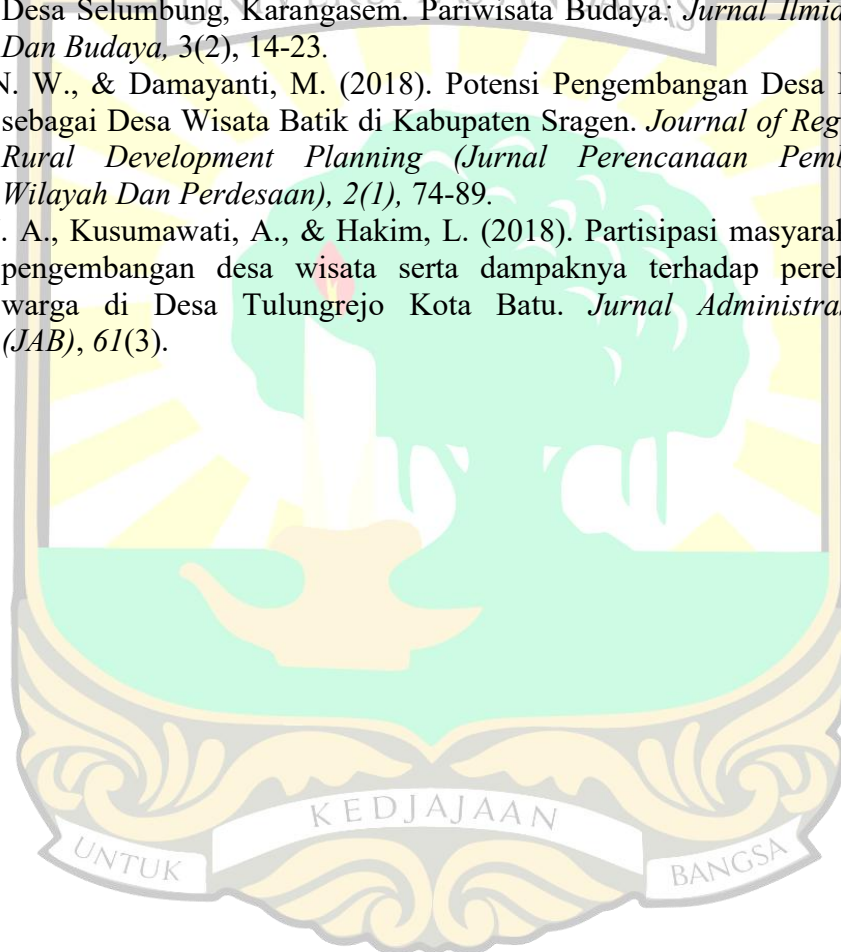 Desa Selumbung, Karangasem. Pariwisata Budaya: Jurnal Ilmia
Dan Budaya, 3(2), 14-23.
N. W., & Damayanti, M. (2018). Potensi Pengembangan Desa
sebagai Desa Wisata Batik di Kabupaten Sragen. Journal of Reg
Rural Development Planning (Jurnal Perencanaan Pemb
Wilayah Dan Perdesaan), 2(1), 74-89.
A., Kusumawati, A., & Hakim, L. (2018). Partisipasi masyaraka
pengembangan desa wisata serta dampaknya terhadap perek
warga di Desa Tulungrejo Kota Batu. Jurnal Administra
(JAB), 61(3).
KEDJAJAAN
UNTUK
BANGSA